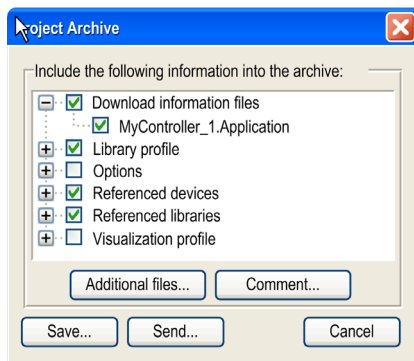 Project Archive
Include the following information into the archive:
Download information files
MyController_1.Application
Library profile
Options
Referenced devices
Referenced libraries
Visualization profile
Additional files... Comment...
Save... Send... Cancel